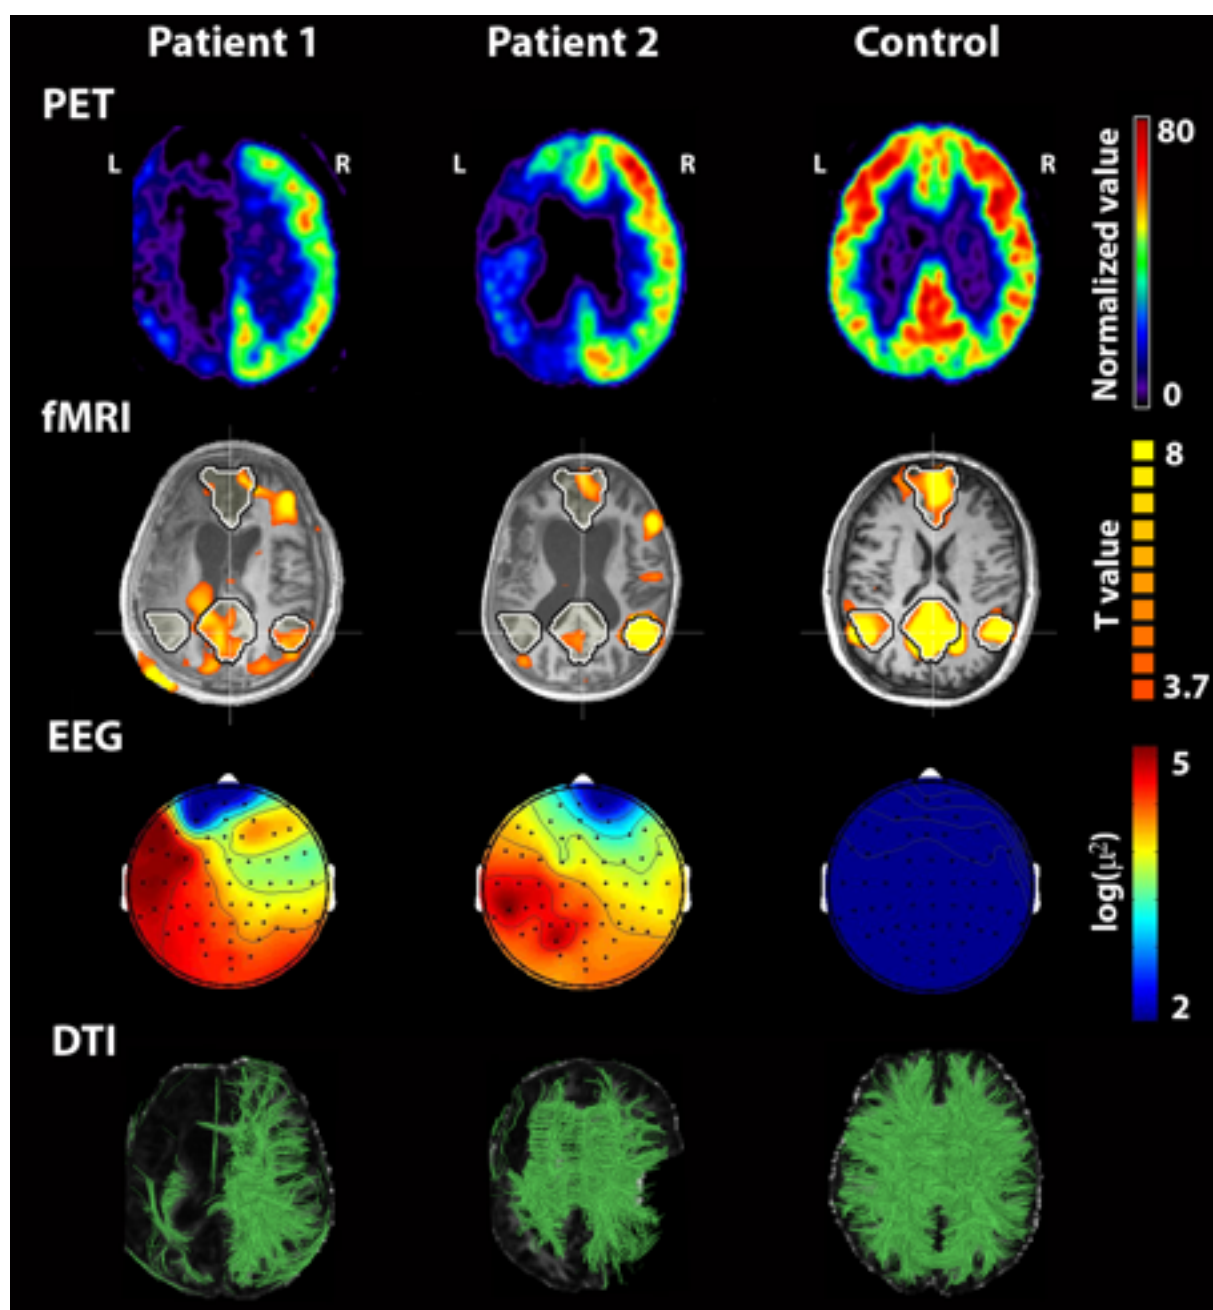 Patient 1 Patient 2 Control
PET
L R L R L R
80
Normalized value
0
fMRI
8
T value
3.7
EEG
5
log(μ²)
2
DTI